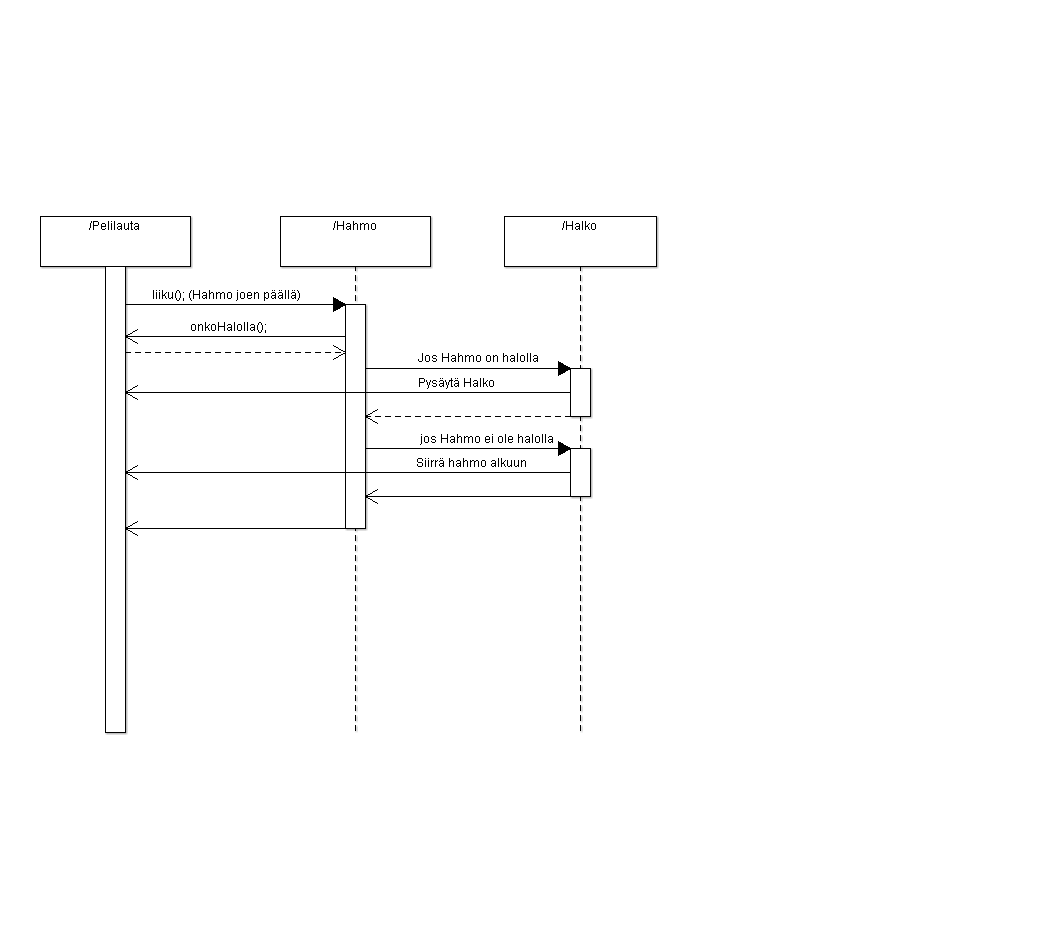 /Pelilauta
/Hahmo
/Halko
liiku(); (Hahmo joen päällä)
onkoHalolla();
Jos Hahmo on halolla
Pysäytä Halko
jos Hahmo ei ole halolla
Siirrä hahmo alkuun